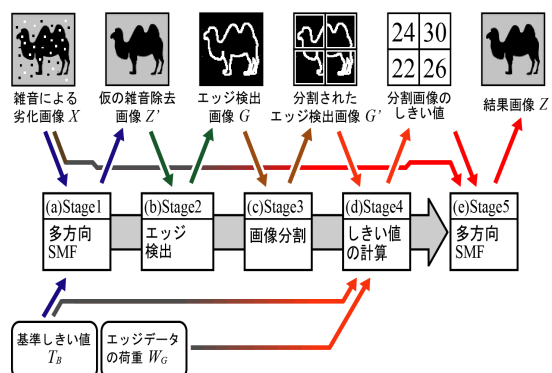 24 30
22 26
雑音による
劣化画像 X
仮の雑音除去
画像 Z'
エッジ検出
画像 G
分割された
エッジ検出画像 G'
分割画像の
しきい値
結果画像 Z
(a)Stage1
多方向
SMF
(b)Stage2
エッジ
検出
(c)Stage3
画像分割
(d)Stage4
しきい値
の計算
(e)Stage5
多方向
SMF
基準しきい値
TB
エッジデータ
の荷重 WG